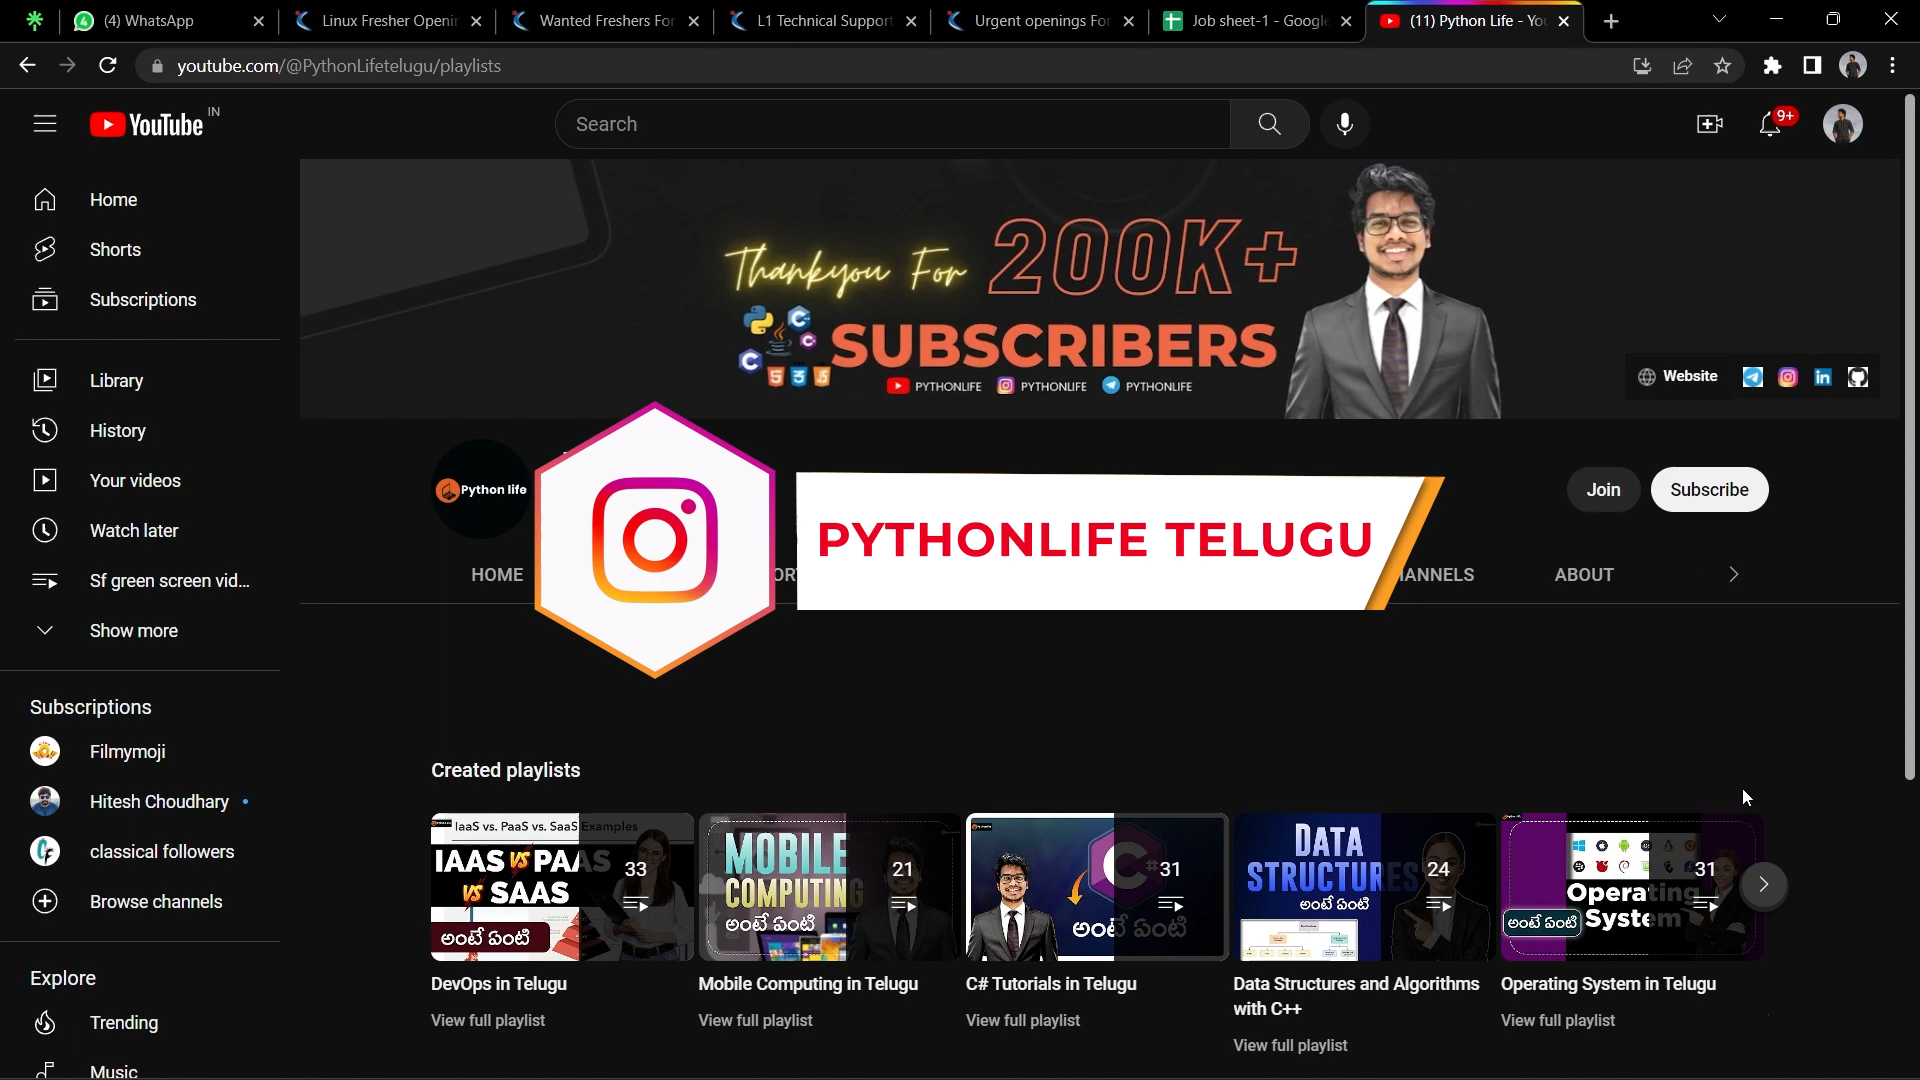 (4) WhatsApp
Linux Fresher Openin
Wanted Freshers For
L1 Technical Support
Urgent openings For
Job sheet-1 - Google
(11) Python Life - You
youtube.com/@PythonLifetelugu/playlists
YouTube IN
Search
9+
Home
Shorts
Subscriptions
Library
History
Your videos
Watch later
Sf green screen vid...
Show more
Subscriptions
Filmymoji
Hitesh Choudhary
classical followers
Browse channels
Explore
Trending
Music
Thankyou For 200K+
SUBSCRIBERS
PYTHONLIFE PYTHONLIFE PYTHONLIFE
Website
Python life
Join
Subscribe
PYTHONLIFE TELUGU
HOME
ABOUT
Created playlists
IaaS vs. PaaS vs. SaaS Examples
IAAS VS PAAS
VS SAAS
అంటే ఏంటి
33
DevOps in Telugu
View full playlist
MOBILE
COMPUTING
అంటే ఏంటి
21
Mobile Computing in Telugu
View full playlist
C#
అంటే ఏంటి
31
C# Tutorials in Telugu
View full playlist
DATA
STRUCTURES
అంటే ఏంటి
24
Data Structures and Algorithms
with C++
View full playlist
Operating
System
అంటే ఏంటి
31
Operating System in Telugu
View full playlist